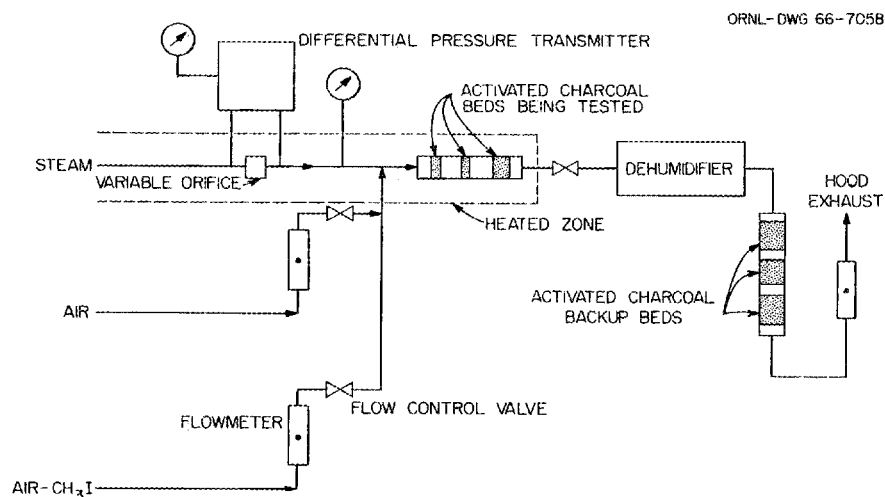 ORNL-DWG 66-7058
DIFFERENTIAL PRESSURE TRANSMITTER
ACTIVATED CHARCOAL
BEDS BEING TESTED
STEAM
VARIABLE ORIFICE
DEHUMIDIFIER
HOOD
EXHAUST
HEATED ZONE
AIR
ACTIVATED CHARCOAL
BACKUP BEDS
FLOWMETER
FLOW CONTROL VALVE
AIR-CH₃I